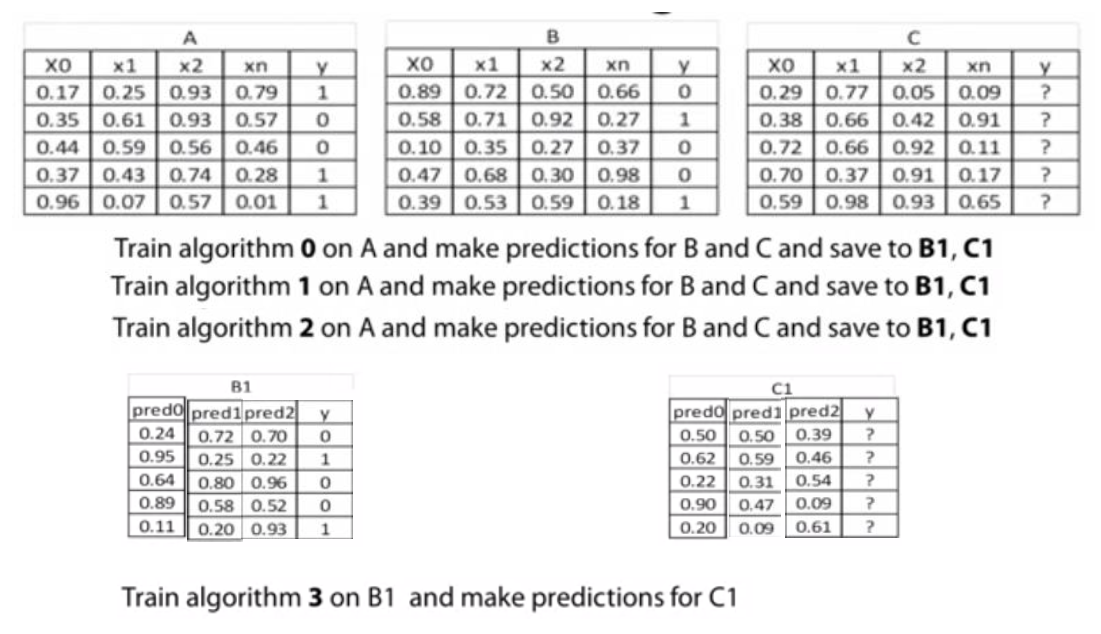 A
X0 x1 x2 xn y
0.17 0.25 0.93 0.79 1
0.35 0.61 0.93 0.57 0
0.44 0.59 0.56 0.46 0
0.37 0.43 0.74 0.28 1
0.96 0.07 0.57 0.01 1
B
X0 x1 x2 xn y
0.89 0.72 0.50 0.66 0
0.58 0.71 0.92 0.27 1
0.10 0.35 0.27 0.37 0
0.47 0.68 0.30 0.98 0
0.39 0.53 0.59 0.18 1
C
X0 x1 x2 xn y
0.29 0.77 0.05 0.09 ?
0.38 0.66 0.42 0.91 ?
0.72 0.66 0.92 0.11 ?
0.70 0.37 0.91 0.17 ?
0.59 0.98 0.93 0.65 ?
Train algorithm 0 on A and make predictions for B and C and save to B1, C1
Train algorithm 1 on A and make predictions for B and C and save to B1, C1
Train algorithm 2 on A and make predictions for B and C and save to B1, C1
B1
pred0 pred1 pred2 y
0.24 0.72 0.70 0
0.95 0.25 0.22 1
0.64 0.80 0.96 0
0.89 0.58 0.52 0
0.11 0.20 0.93 1
C1
pred0 pred1 pred2 y
0.50 0.50 0.39 ?
0.62 0.59 0.46 ?
0.22 0.31 0.54 ?
0.90 0.47 0.09 ?
0.20 0.09 0.61 ?
Train algorithm 3 on B1 and make predictions for C1